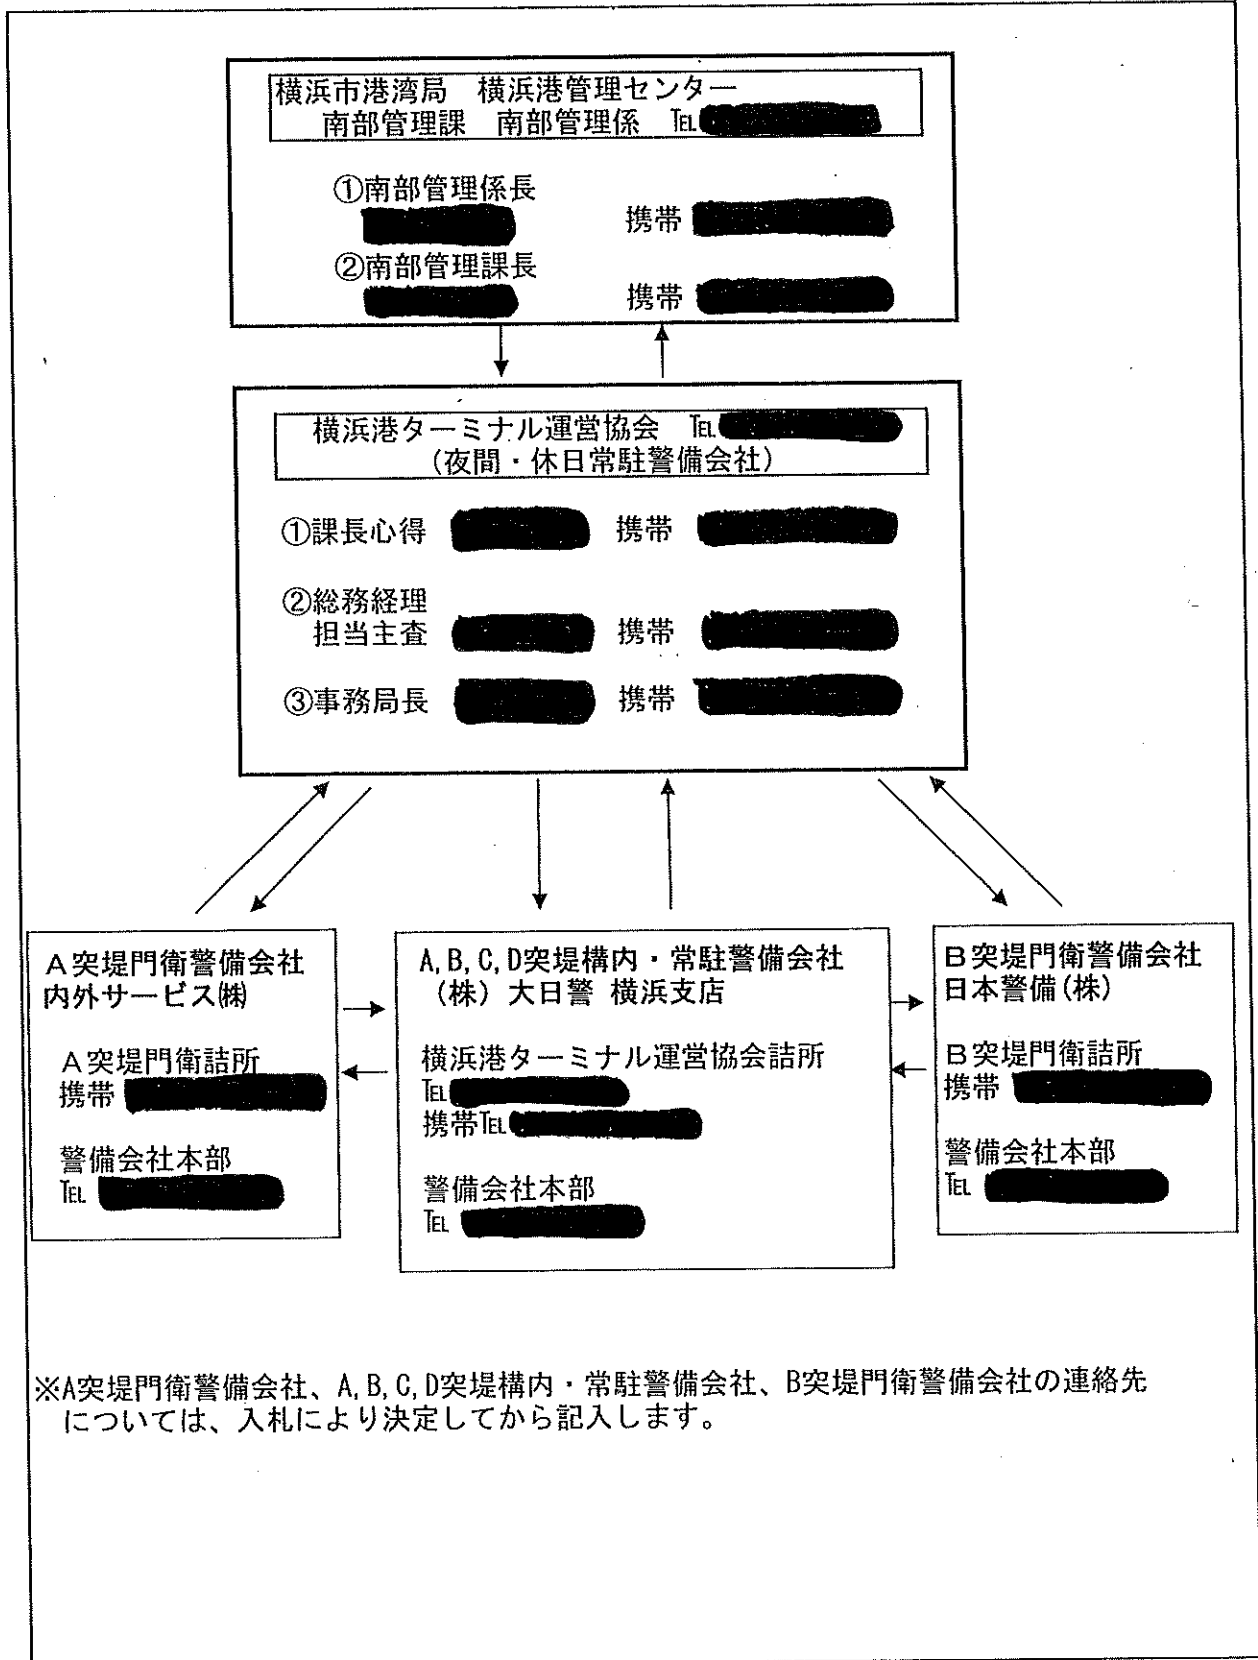 横浜市港湾局　横浜港管理センター
南部管理課　南部管理係　℡
①南部管理係長
携帯
②南部管理課長
携帯
横浜港ターミナル運営協会　℡
（夜間・休日常駐警備会社）
①課長心得　携帯
②総務経理
担当主査　携帯
③事務局長　携帯
A突堤門衛警備会社
内外サービス㈱
A突堤門衛詰所
携帯
警備会社本部
℡
A,B,C,D突堤構内・常駐警備会社
（株）大日警 横浜支店
横浜港ターミナル運営協会詰所
℡
携帯℡
警備会社本部
℡
B突堤門衛警備会社
日本警備(株)
B突堤門衛詰所
携帯
警備会社本部
℡
※A突堤門衛警備会社、A,B,C,D突堤構内・常駐警備会社、B突堤門衛警備会社の連絡先
については、入札により決定してから記入します。